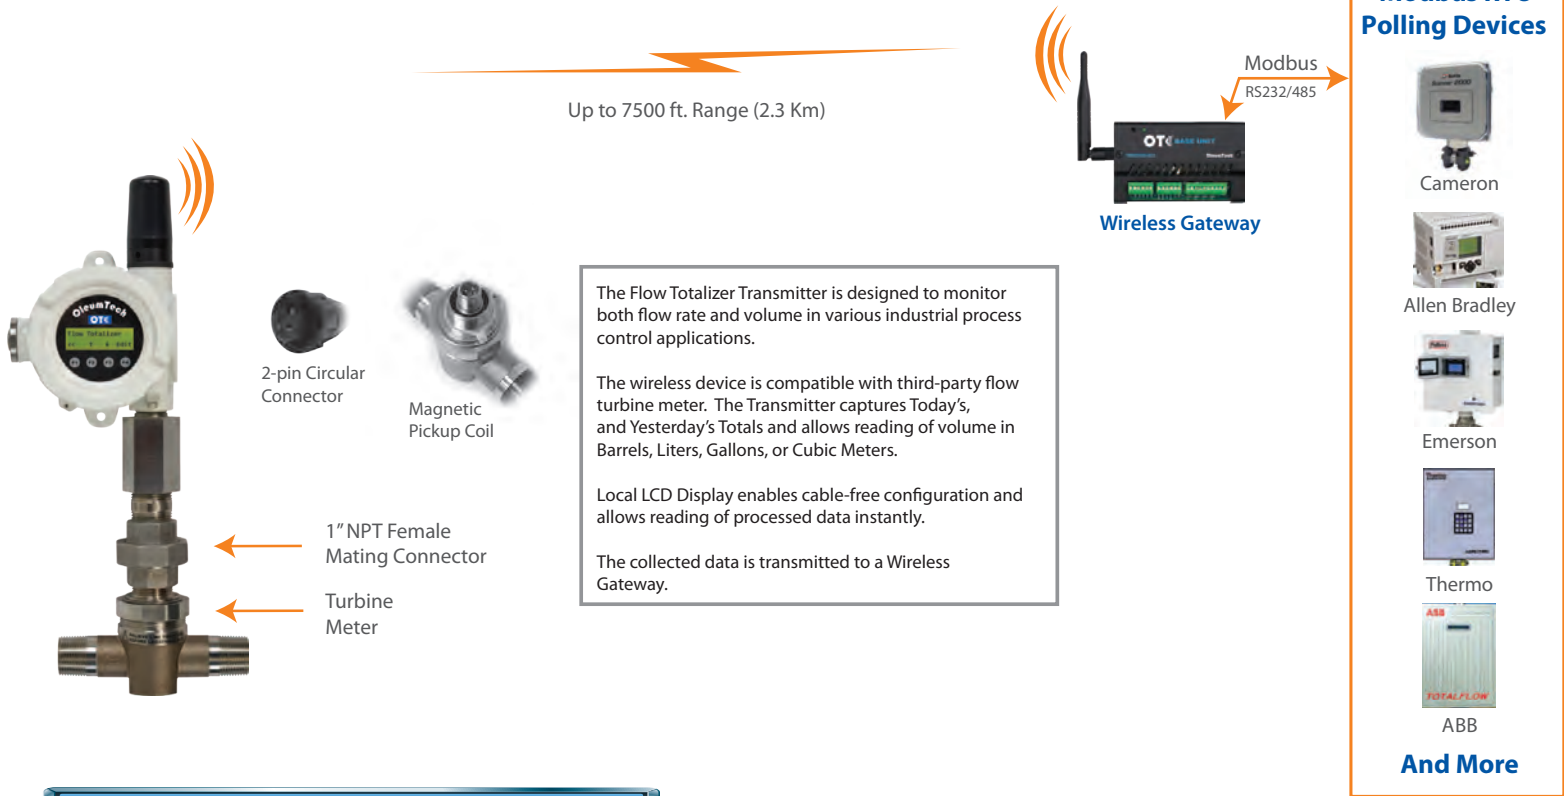 Polling Devices
Modbus
RS232/485
Up to 7500 ft. Range (2.3 Km)
OTC BASE UNIT
Wireless Gateway
Cameron
Allen Bradley
Emerson
Thermo
ABB
TOTALFLOW
ABB
And More
OleumTech
OTC
Flow Totalizer
2-pin Circular
Connector
Magnetic
Pickup Coil
1” NPT Female
Mating Connector
Turbine
Meter
The Flow Totalizer Transmitter is designed to monitor
both flow rate and volume in various industrial process
control applications.
The wireless device is compatible with third-party flow
turbine meter.  The Transmitter captures Today’s,
and Yesterday’s Totals and allows reading of volume in
Barrels, Liters, Gallons, or Cubic Meters.
Local LCD Display enables cable-free configuration and
allows reading of processed data instantly.
The collected data is transmitted to a Wireless
Gateway.